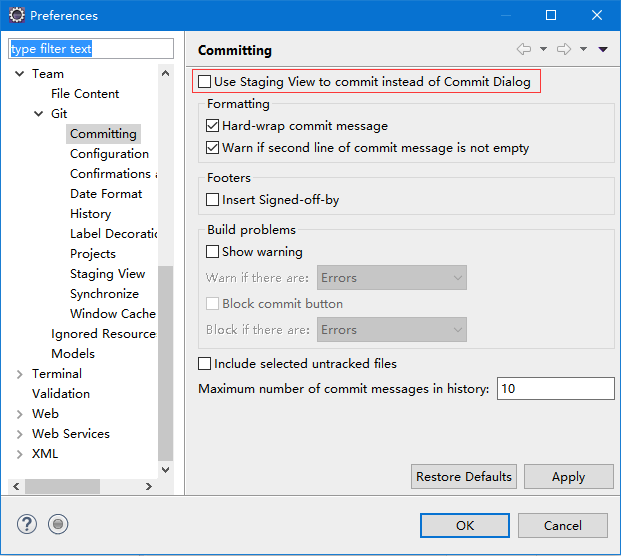 Preferences
type filter text
Team
File Content
Git
Committing
Configuration
Confirmations a
Date Format
History
Label Decoratic
Projects
Staging View
Synchronize
Window Cache
Ignored Resource
Models
Terminal
Validation
Web
Web Services
XML
Committing
Use Staging View to commit instead of Commit Dialog
Formatting
Hard-wrap commit message
Warn if second line of commit message is not empty
Footers
Insert Signed-off-by
Build problems
Show warning
Warn if there are: Errors
Block commit button
Block if there are: Errors
Include selected untracked files
Maximum number of commit messages in history: 10
Restore Defaults Apply
OK Cancel